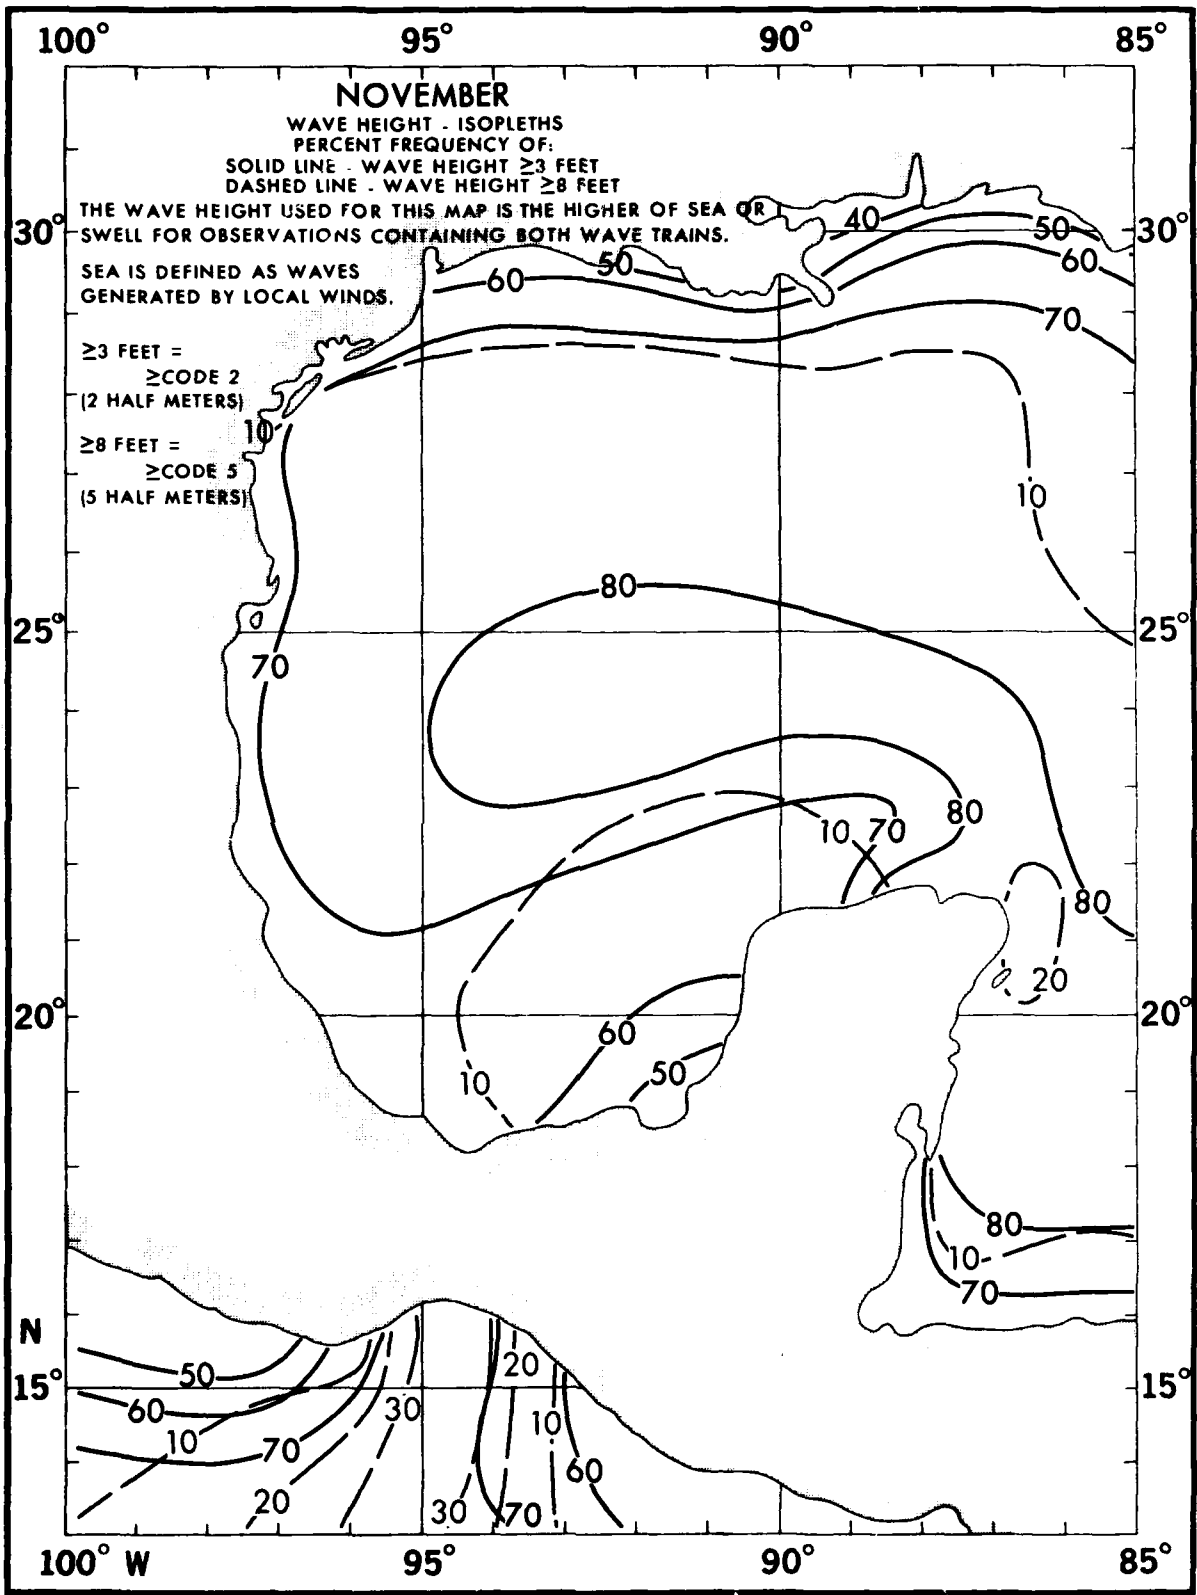 100° 95° 90° 85°
NOVEMBER
WAVE HEIGHT - ISOPLETHS
PERCENT FREQUENCY OF:
SOLID LINE - WAVE HEIGHT ≥3 FEET
DASHED LINE - WAVE HEIGHT ≥8 FEET
THE WAVE HEIGHT USED FOR THIS MAP IS THE HIGHER OF SEA OR
SWELL FOR OBSERVATIONS CONTAINING BOTH WAVE TRAINS.
SEA IS DEFINED AS WAVES
GENERATED BY LOCAL WINDS.
≥3 FEET =
≥CODE 2
(2 HALF METERS)
≥8 FEET =
≥CODE 5
(5 HALF METERS)
40
30° 50 30°
50 60
60
70
10
10
80
25° 25°
70
80
10 70
80
20
20° 20°
60
50
10
80
10
70
N
20
50
15° 15°
60 30 10
10 70
60
20 30 70
100° W 95° 90° 85°